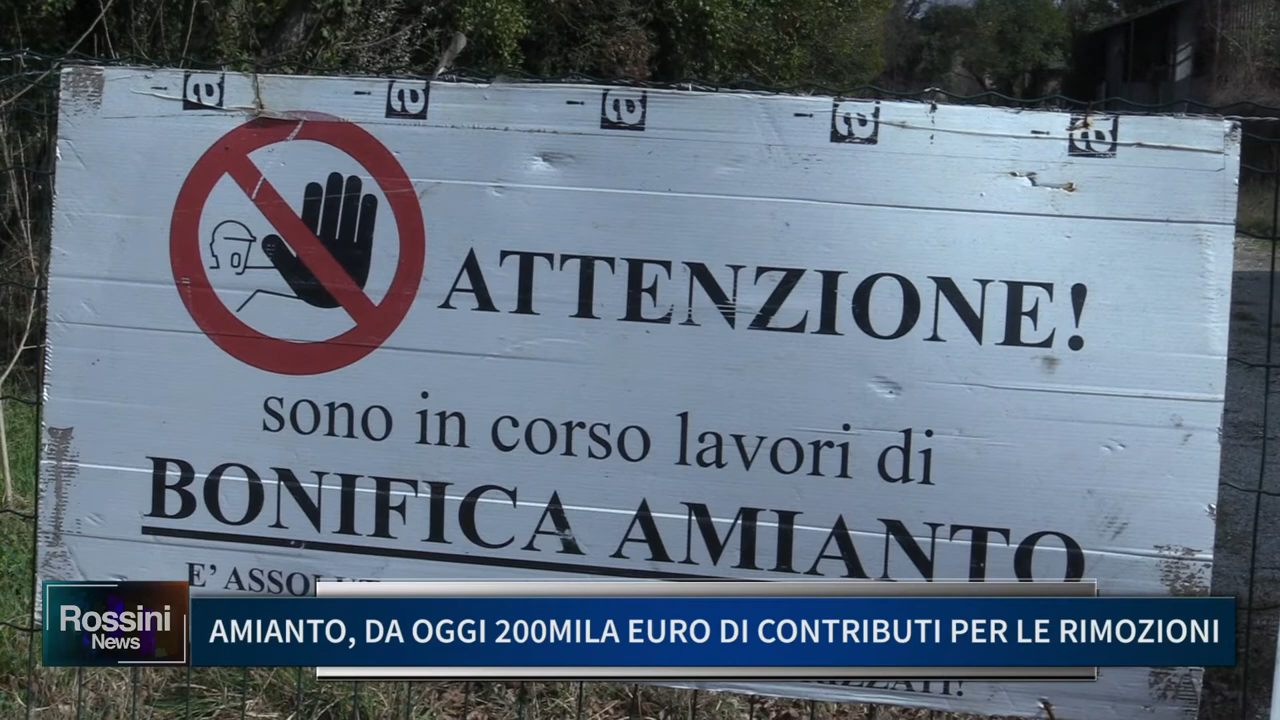 ATTENZIONE!
sono in corso lavori di
BONIFICA AMIANTO
E'
Rossini
News
AMIANTO, DA OGGI 200MILA EURO DI CONTRIBUTI PER LE RIMOZIONI